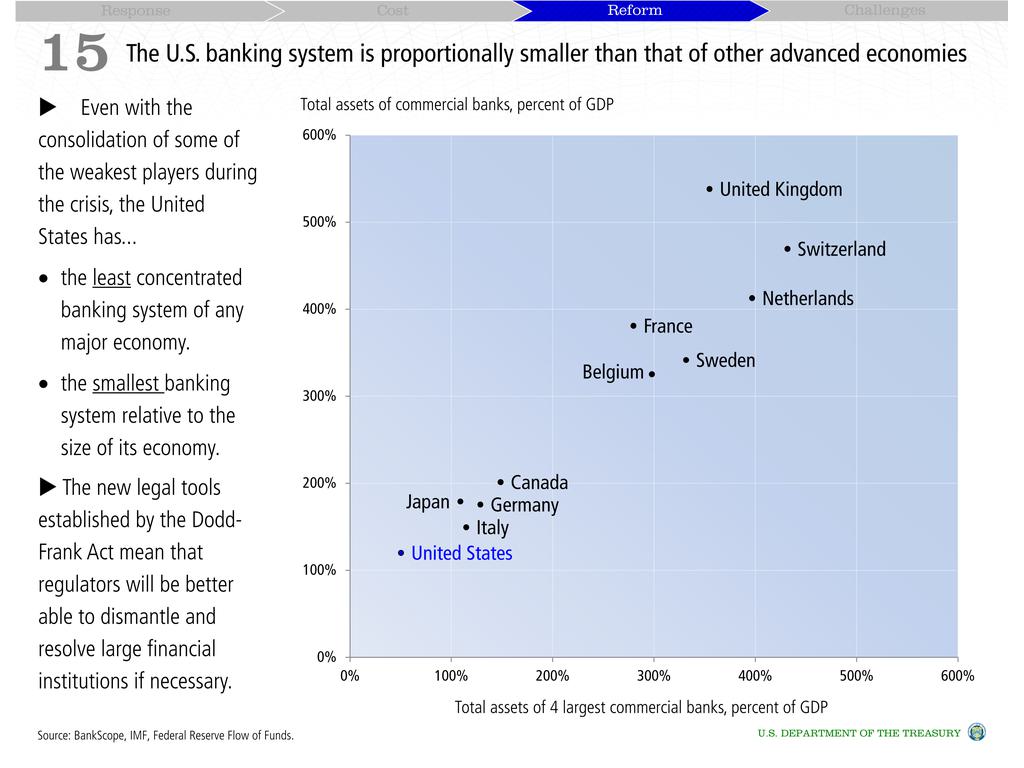 Response
Cost
Reform
Challenges
15 The U.S. banking system is proportionally smaller than that of other advanced economies
▶ Even with the
consolidation of some of
the weakest players during
the crisis, the United
States has...
• the least concentrated
banking system of any
major economy.
• the smallest banking
system relative to the
size of its economy.
▶ The new legal tools
established by the Dodd-
Frank Act mean that
regulators will be better
able to dismantle and
resolve large financial
institutions if necessary.
Total assets of commercial banks, percent of GDP
600%
500%
400%
300%
200%
100%
0%
• United Kingdom
• Switzerland
• Netherlands
• France
• Sweden
Belgium •
• Canada
Japan •
• Germany
• Italy
• United States
0% 100% 200% 300% 400% 500% 600%
Total assets of 4 largest commercial banks, percent of GDP
Source: BankScope, IMF, Federal Reserve Flow of Funds.
U.S. DEPARTMENT OF THE TREASURY